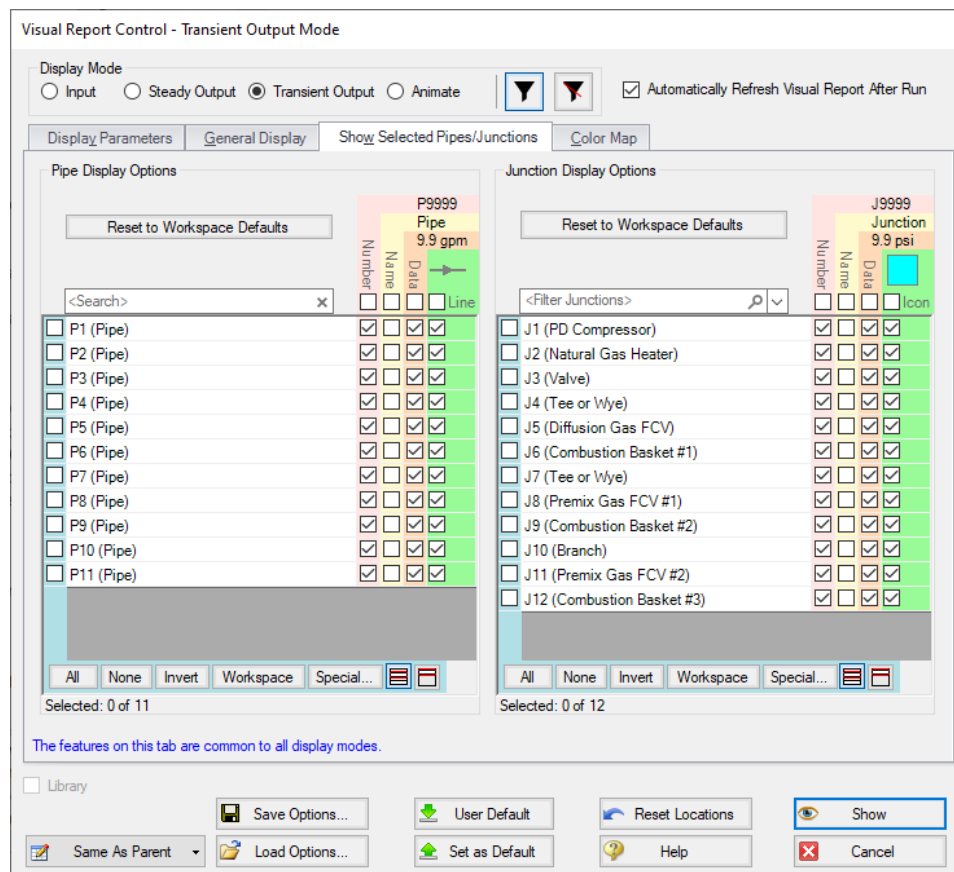 Visual Report Control - Transient Output Mode
Display Mode
Input Steady Output Transient Output Animate
Automatically Refresh Visual Report After Run
Display Parameters General Display Show Selected Pipes/Junctions Color Map
Pipe Display Options
Reset to Workspace Defaults
P9999
Pipe
9.9 gpm
Number
Name
Data
Line
<Search>
P1 (Pipe)
P2 (Pipe)
P3 (Pipe)
P4 (Pipe)
P5 (Pipe)
P6 (Pipe)
P7 (Pipe)
P8 (Pipe)
P9 (Pipe)
P10 (Pipe)
P11 (Pipe)
All None Invert Workspace Special...
Selected: 0 of 11
Junction Display Options
Reset to Workspace Defaults
J9999
Junction
9.9 psi
Number
Name
Data
Icon
<Filter Junctions>
J1 (PD Compressor)
J2 (Natural Gas Heater)
J3 (Valve)
J4 (Tee or Wye)
J5 (Diffusion Gas FCV)
J6 (Combustion Basket #1)
J7 (Tee or Wye)
J8 (Premix Gas FCV #1)
J9 (Combustion Basket #2)
J10 (Branch)
J11 (Premix Gas FCV #2)
J12 (Combustion Basket #3)
All None Invert Workspace Special...
Selected: 0 of 12
The features on this tab are common to all display modes.
Library
Save Options... User Default Reset Locations Show
Same As Parent Load Options... Set as Default Help Cancel